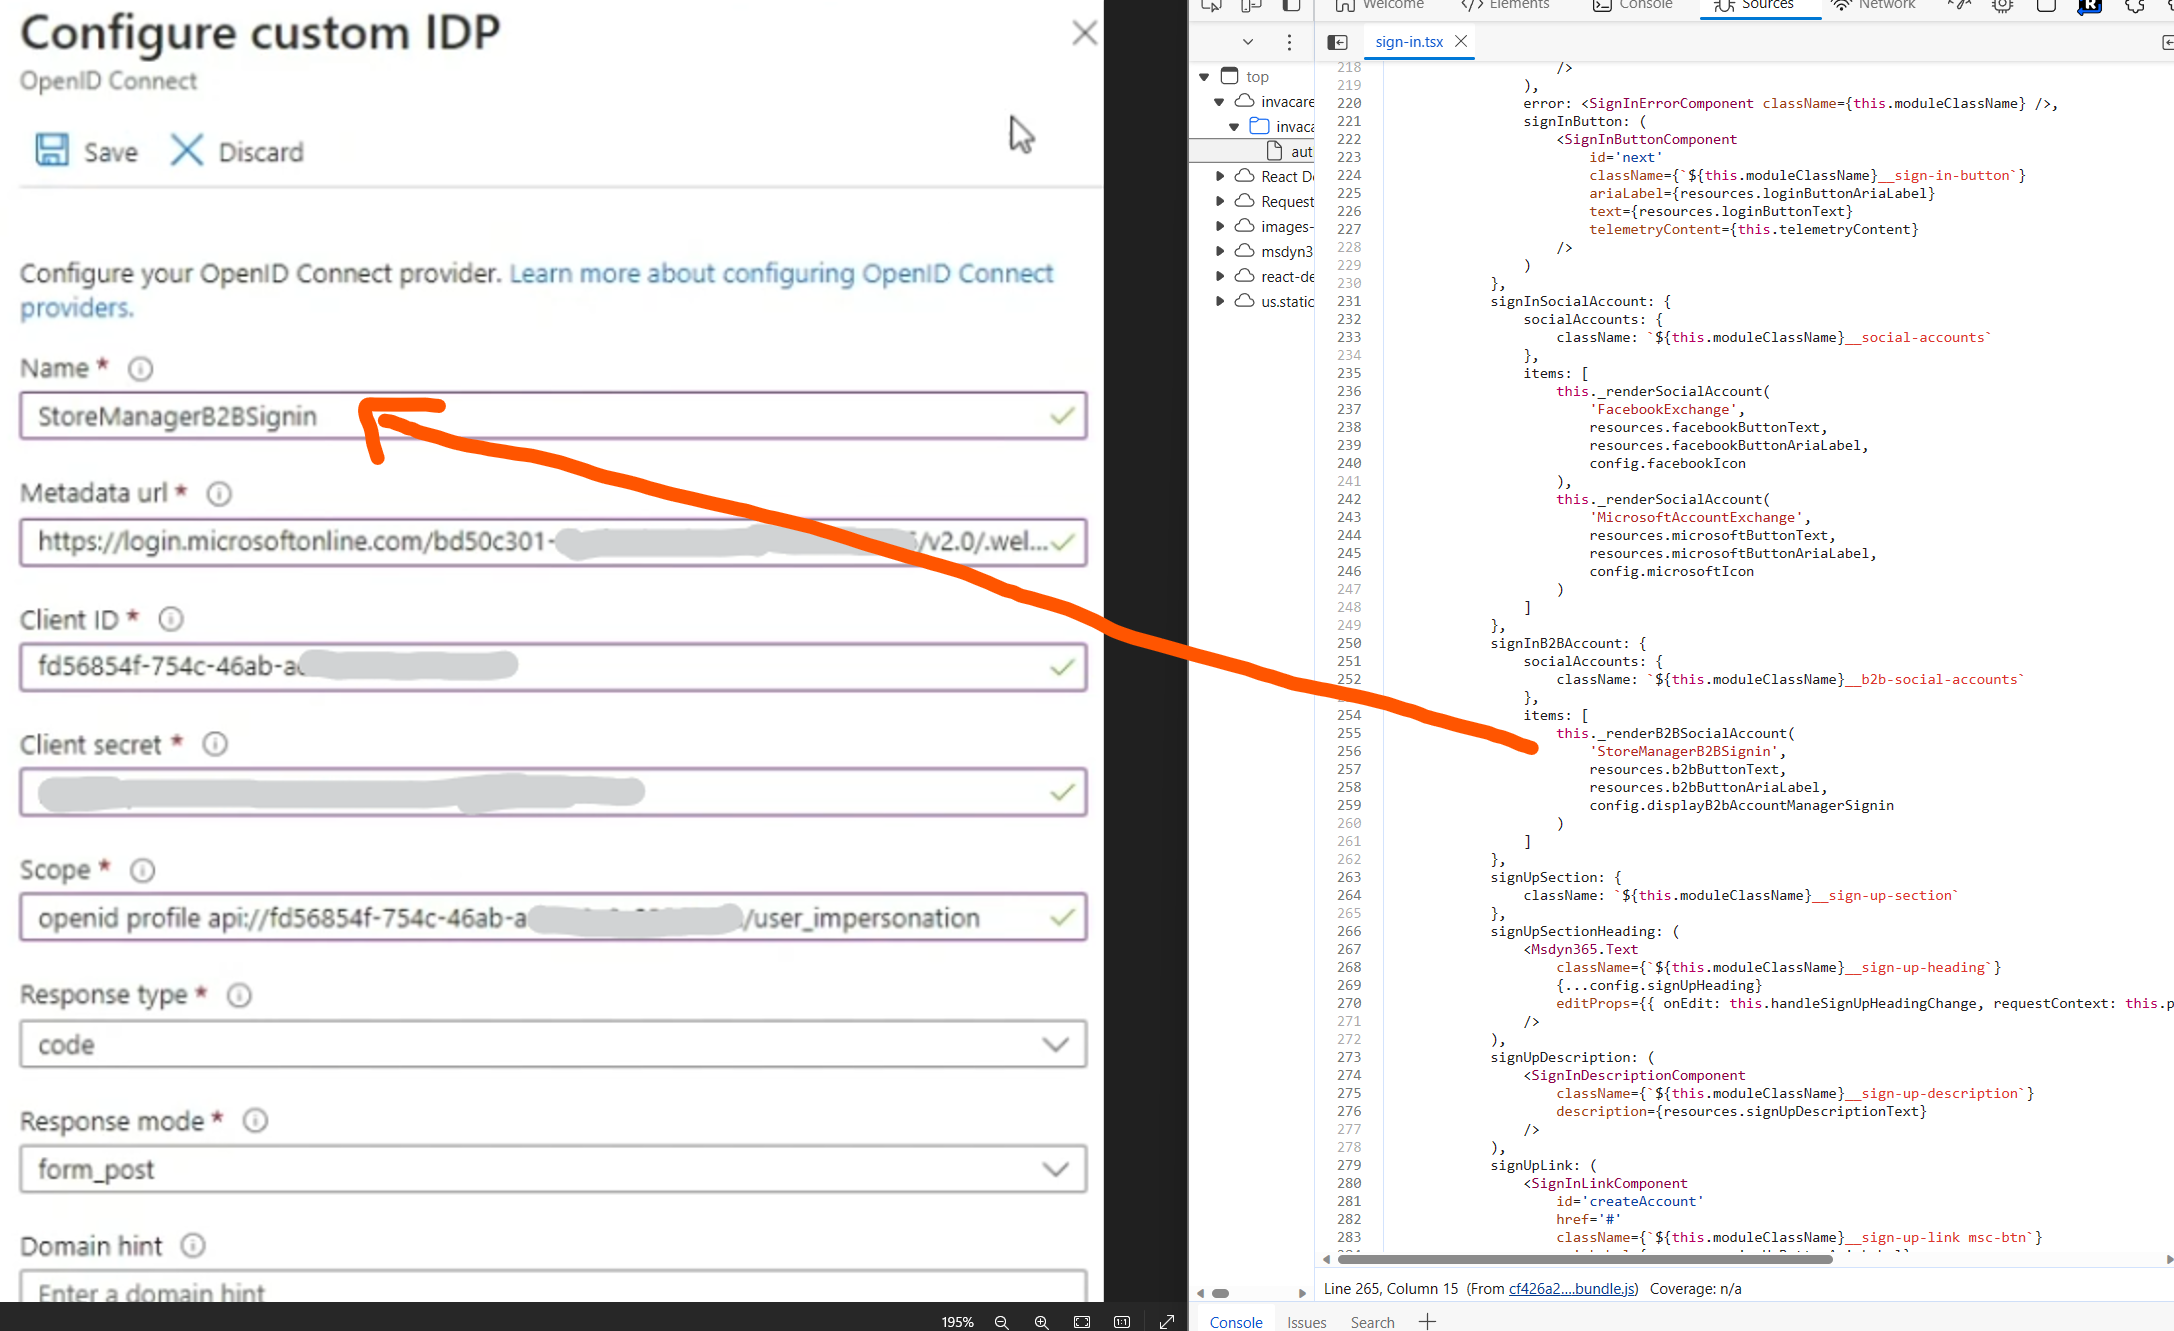 Configure custom IDP
OpenID Connect
Save
Discard
Configure your OpenID Connect provider. Learn more about configuring OpenID Connect
providers.
Name *
StoreManagerB2BSignin
Metadata url *
https://login.microsoftonline.com/bd50c301-
/v2.0/.wel...
Client ID *
fd56854f-754c-46ab-a
Client secret *
Scope *
openid profile api://fd56854f-754c-46ab-a
/user_impersonation
Response type *
code
Response mode *
form_post
Domain hint
Enter a domain hint
195%
Welcome
Elements
Console
Sources
Network
sign-in.tsx
top
invacare
invaca
aut
React De
Request
images-
msdyn3
react-de
us.static
218 />
219 ),
220 error: <SignInErrorComponent className={this.moduleClassName} />,
221 signInButton: (
222 <SignInButtonComponent
223 id='next'
224 className={`${this.moduleClassName}__sign-in-button`}
225 ariaLabel={resources.loginButtonAriaLabel}
226 text={resources.loginButtonText}
227 telemetryContent={this.telemetryContent}
228 />
229 )
230 },
231 signInSocialAccount: {
232 socialAccounts: {
233 className: `${this.moduleClassName}__social-accounts`
234 },
235 items: [
236 this._renderSocialAccount(
237 'FacebookExchange',
238 resources.facebookButtonText,
239 resources.facebookButtonAriaLabel,
240 config.facebookIcon
241 ),
242 this._renderSocialAccount(
243 'MicrosoftAccountExchange',
244 resources.microsoftButtonText,
245 resources.microsoftButtonAriaLabel,
246 config.microsoftIcon
247 )
248 ]
249 },
250 signInB2BAccount: {
251 socialAccounts: {
252 className: `${this.moduleClassName}__b2b-social-accounts`
},
254 items: [
255 this._renderB2BSocialAccount(
256 'StoreManagerB2BSignin',
257 resources.b2bButtonText,
258 resources.b2bButtonAriaLabel,
259 config.displayB2bAccountManagerSignin
260 )
261 ]
262 },
263 signUpSection: {
264 className: `${this.moduleClassName}__sign-up-section`
265 },
266 signUpSectionHeading: (
267 <Msdyn365.Text
268 className={`${this.moduleClassName}__sign-up-heading`}
269 {...config.signUpHeading}
270 editProps={{ onEdit: this.handleSignUpHeadingChange, requestContext: this.p
271 />
272 ),
273 signUpDescription: (
274 <SignInDescriptionComponent
275 className={`${this.moduleClassName}__sign-up-description`}
276 description={resources.signUpDescriptionText}
277 />
278 ),
279 signUpLink: (
280 <SignInLinkComponent
281 id='createAccount'
282 href='#'
283 className={`${this.moduleClassName}__sign-up-link msc-btn`}
Line 265, Column 15 (From cf426a2....bundle.js) Coverage: n/a
Console
Issues
Search